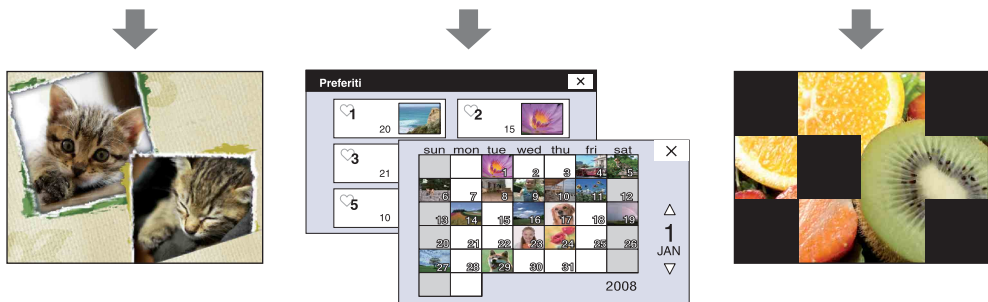 Preferiti ×
1 20
2 15
3 21
5 10
×
sun mon tue wed thu fri sat
1 2 3 4 5
6 7 8 9 10 11 12
13 14 15 16 17 18 19
20 21 22 23 24 25 26
27 28 29 30 31
1
JAN
2008